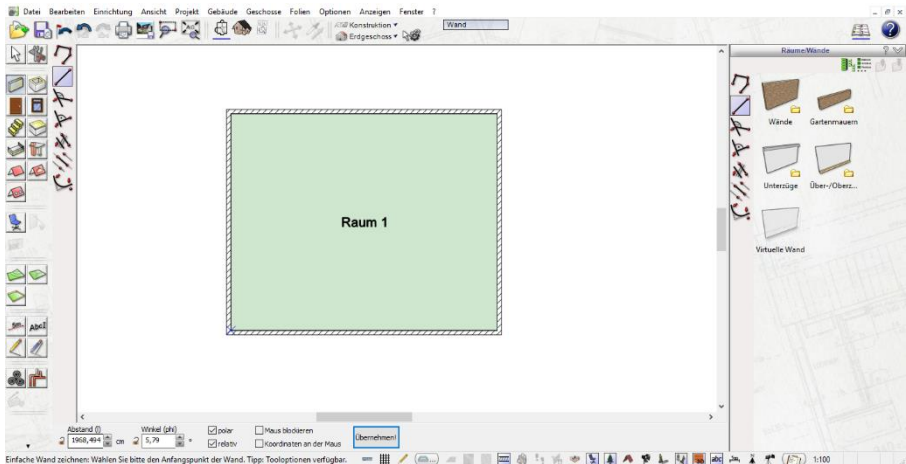 Datei Bearbeiten Einrichtung Ansicht Projekt Gebäude Geschosse Folien Optionen Anzeigen Fenster ?
Konstruktion
Erdgeschoss
Wand
Räume/Wände
Wände Gartenmauern
Unterzüge Über-/Oberz...
Virtuelle Wand
Raum 1
AbcI
Abstand (l) Winkel (phi) polar Maus blockieren
1968,494 cm 5,79 ° relativ Koordinaten an der Maus Übernehmen!
Einfache Wand zeichnen: Wählen Sie bitte den Anfangspunkt der Wand. Tipp: Tooloptionen verfügbar. abc 1:100